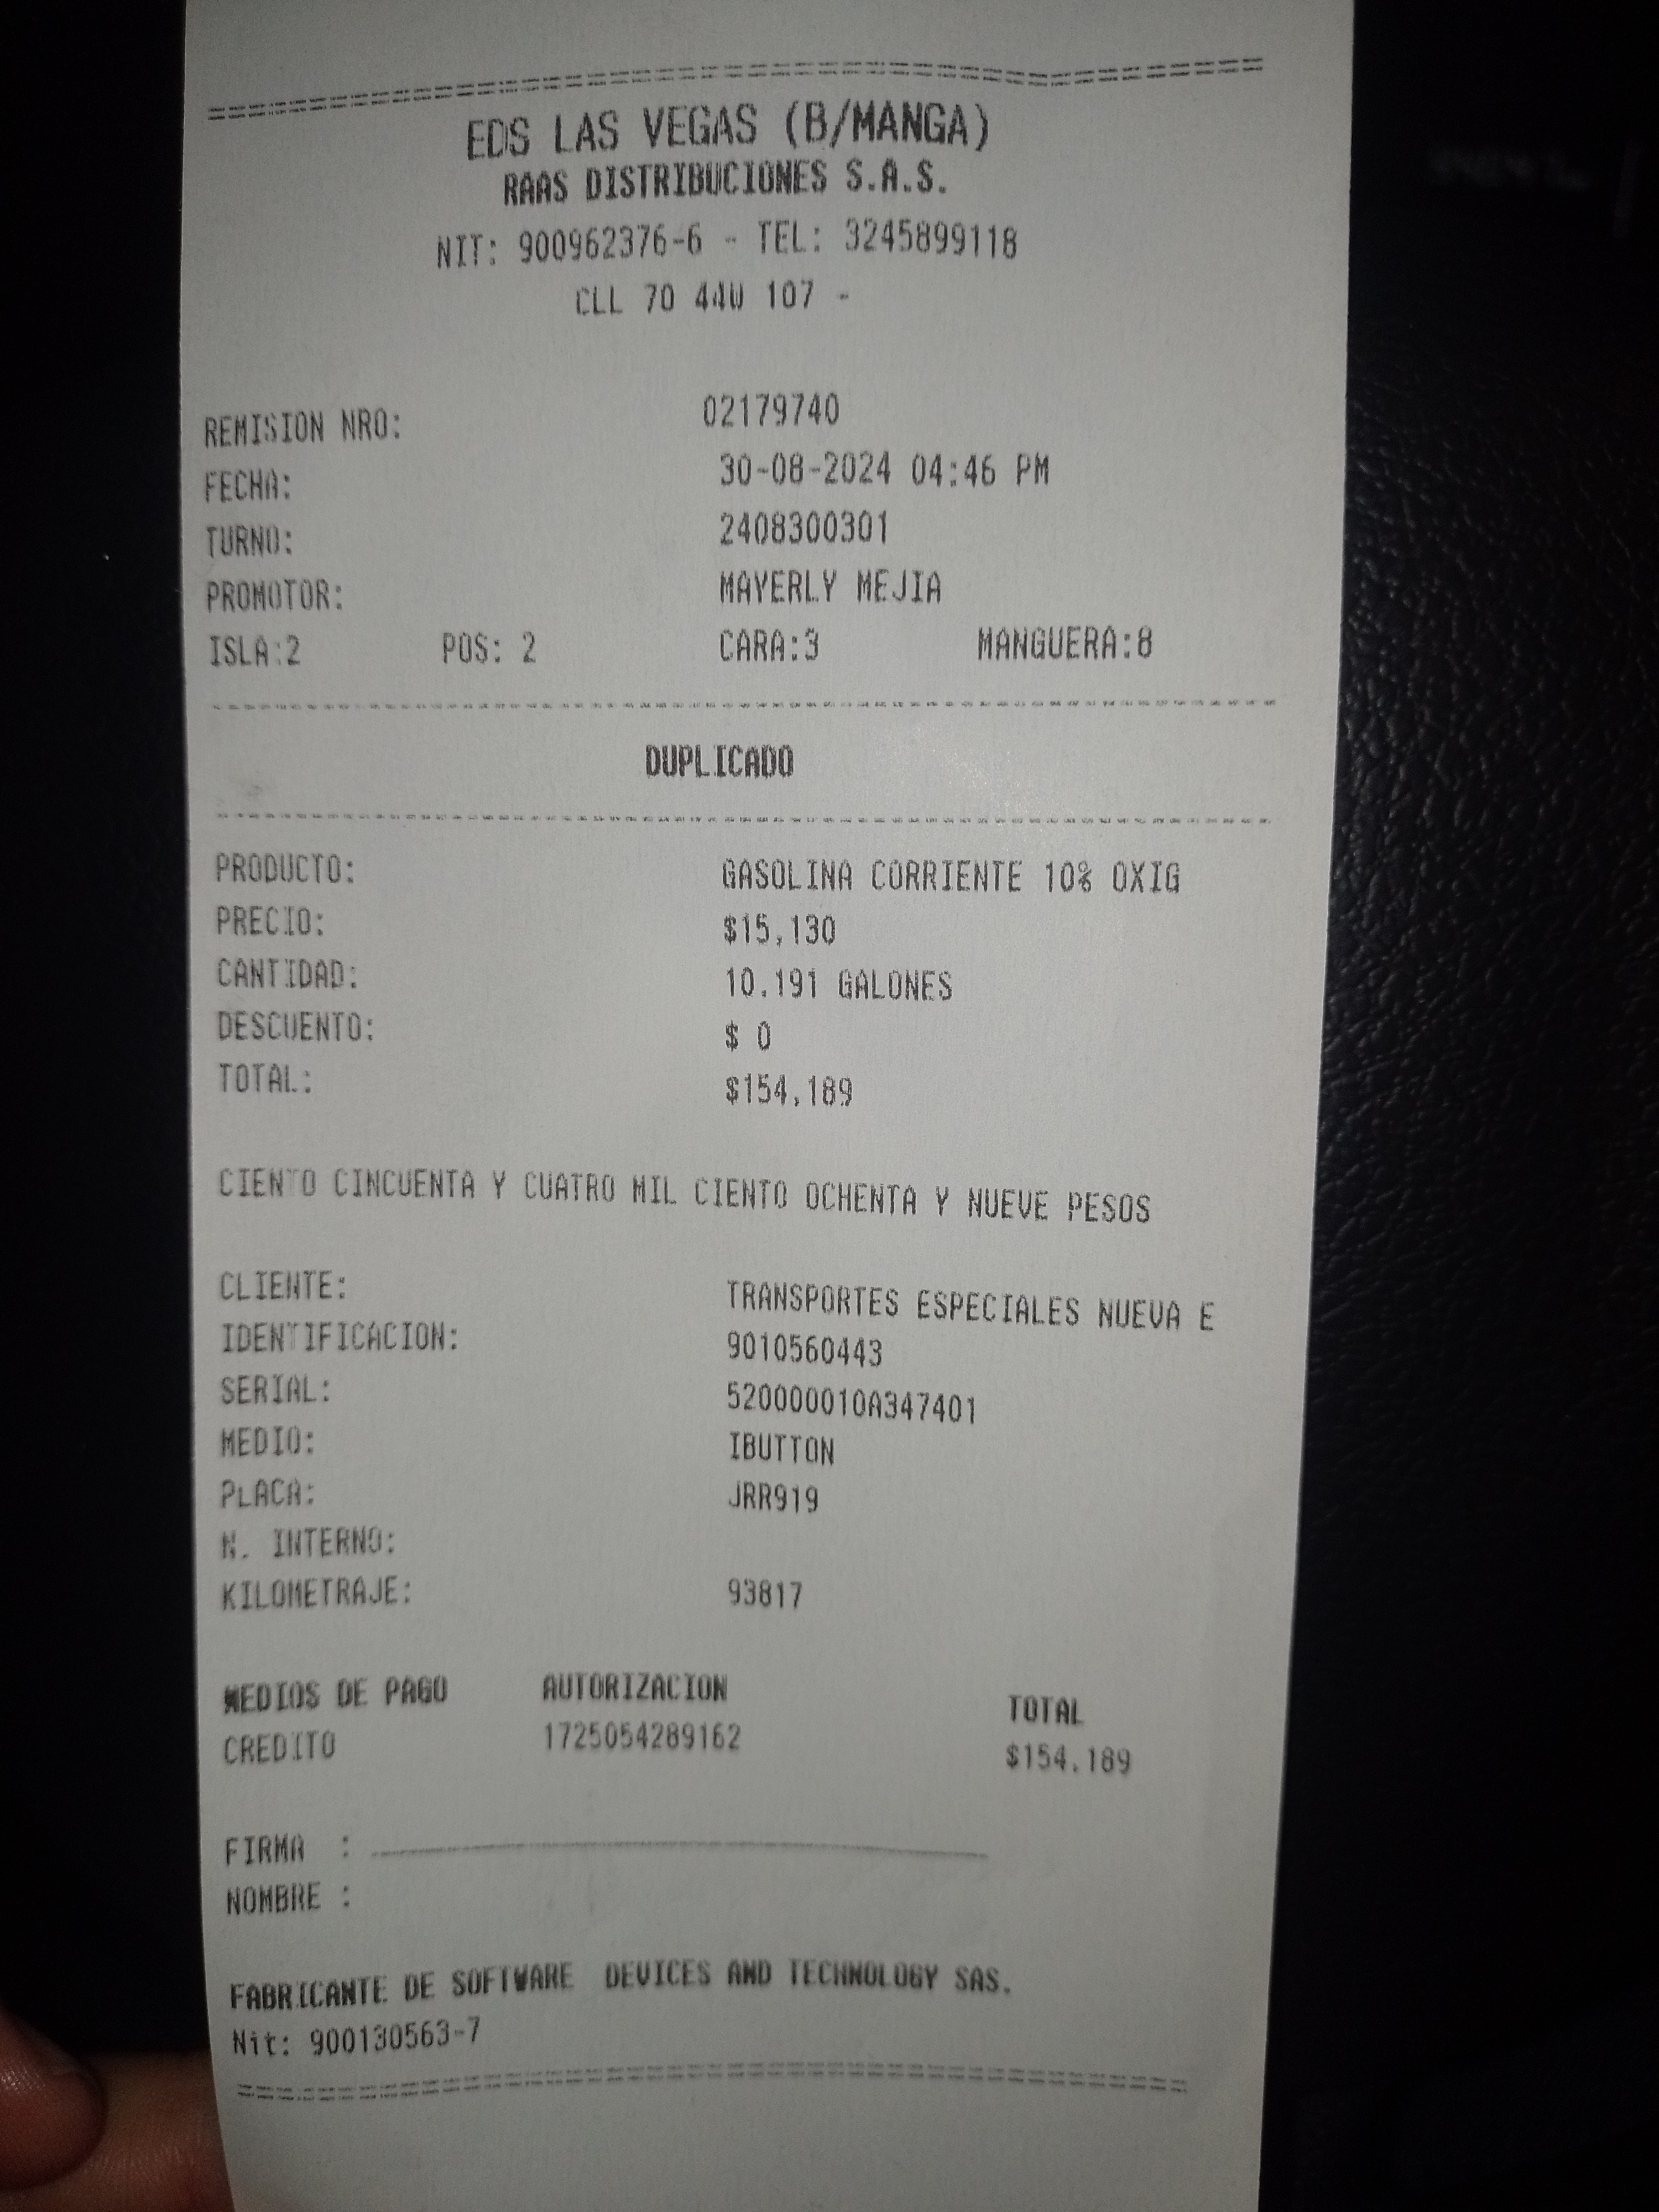 EDS LAS VEGAS (B/MANGA)
RAAS DISTRIBUCIONES S.A.S.
NIT: 900962376-6 - TEL: 3245899118
CLL 70 44W 107 -
REMISION NRO: 02179740
FECHA: 30-08-2024 04:46 PM
TURNO: 2408300301
PROMOTOR: MAYERLY MEJIA
ISLA:2 POS: 2 CARA:3 MANGUERA:8
DUPLICADO
PRODUCTO: GASOLINA CORRIENTE 10% OXIG
PRECIO: $15,130
CANTIDAD: 10.191 GALONES
DESCUENTO: $ 0
TOTAL: $154,189
CIENTO CINCUENTA Y CUATRO MIL CIENTO OCHENTA Y NUEVE PESOS
CLIENTE: TRANSPORTES ESPECIALES NUEVA E
IDENTIFICACION: 9010560443
SERIAL: 520000010A347401
MEDIO: IBUTTON
PLACA: JRR919
N. INTERNO:
KILOMETRAJE: 93817
MEDIOS DE PAGO AUTORIZACION TOTAL
CREDITO 1725054289162 $154,189
FIRMA :
NOMBRE :
FABRICANTE DE SOFTWARE DEVICES AND TECHNOLOGY SAS.
Nit: 900130563-7